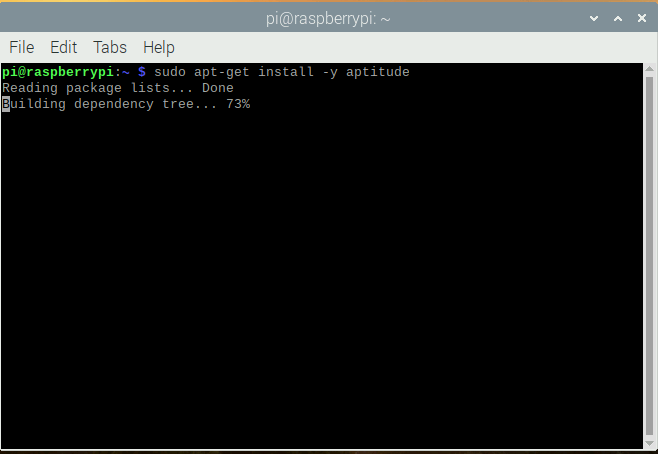 pi@raspberrypi: ~
File Edit Tabs Help
pi@raspberrypi:~ $ sudo apt-get install -y aptitude
Reading package lists... Done
Building dependency tree... 73%